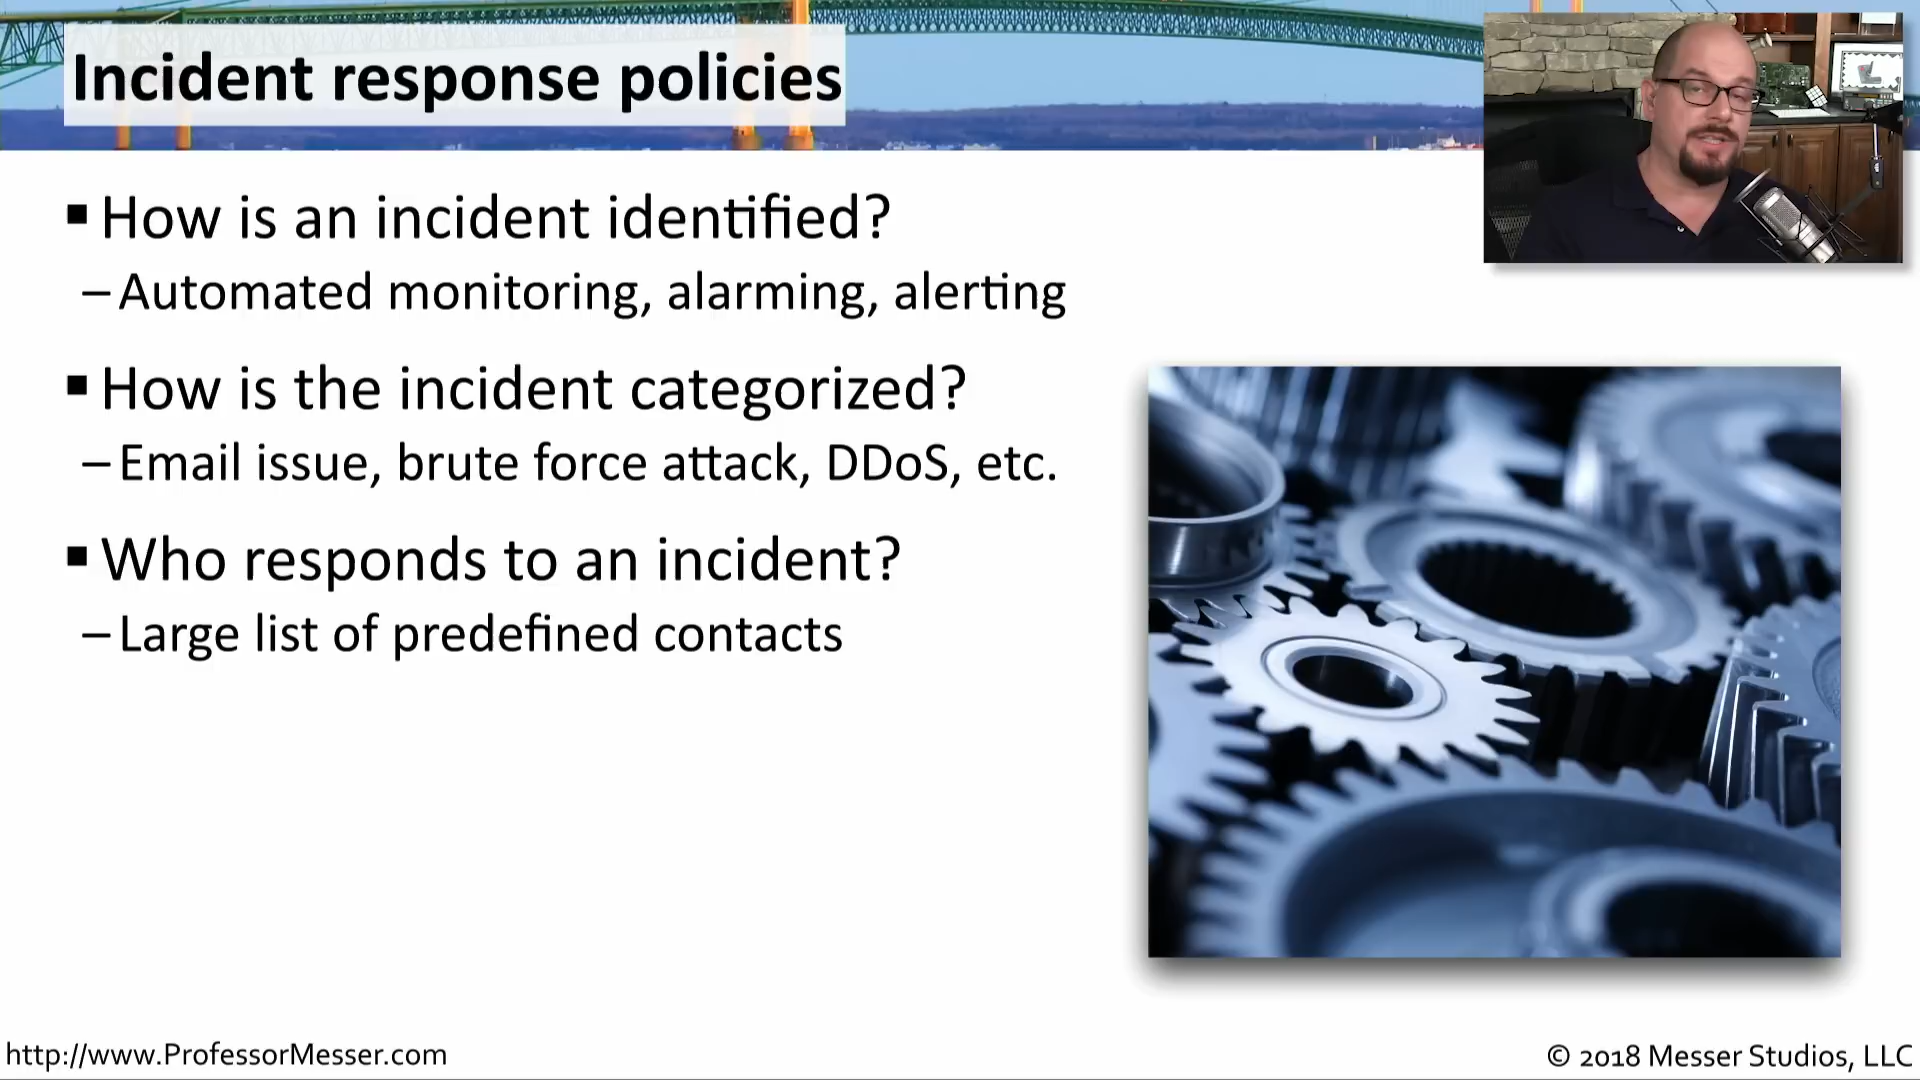 Incident response policies
▪ How is an incident identified?
– Automated monitoring, alarming, alerting
▪ How is the incident categorized?
– Email issue, brute force attack, DDoS, etc.
▪ Who responds to an incident?
– Large list of predefined contacts
http://www.ProfessorMesser.com
© 2018 Messer Studios, LLC